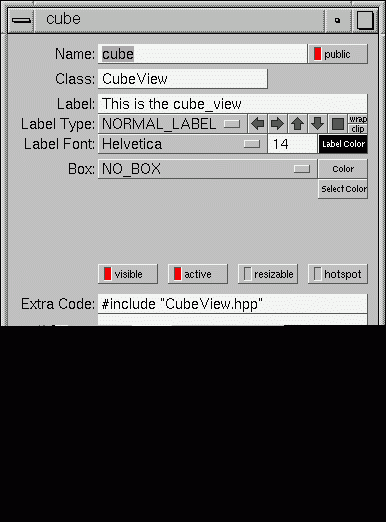 cube
Name: cube public
Class: CubeView
Label: This is the cube_view
Label Type: NORMAL_LABEL wrap
clip
Label Font: Helvetica 14 Label Color
Box: NO_BOX Color
Select Color
visible active resizable hotspot
Extra Code: #include "CubeView.hpp"